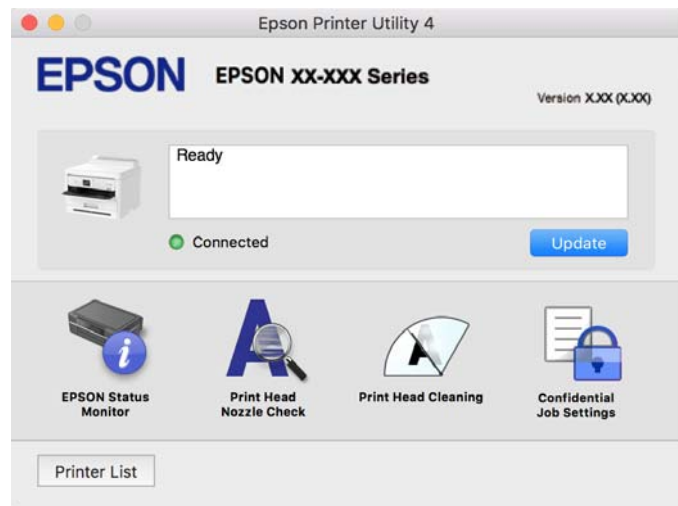 Epson Printer Utility 4
EPSON
EPSON XX-XXX Series
Version X.XX (X.XX)
Ready
Connected
Update
EPSON Status
Monitor
Print Head
Nozzle Check
Print Head Cleaning
Confidential
Job Settings
Printer List